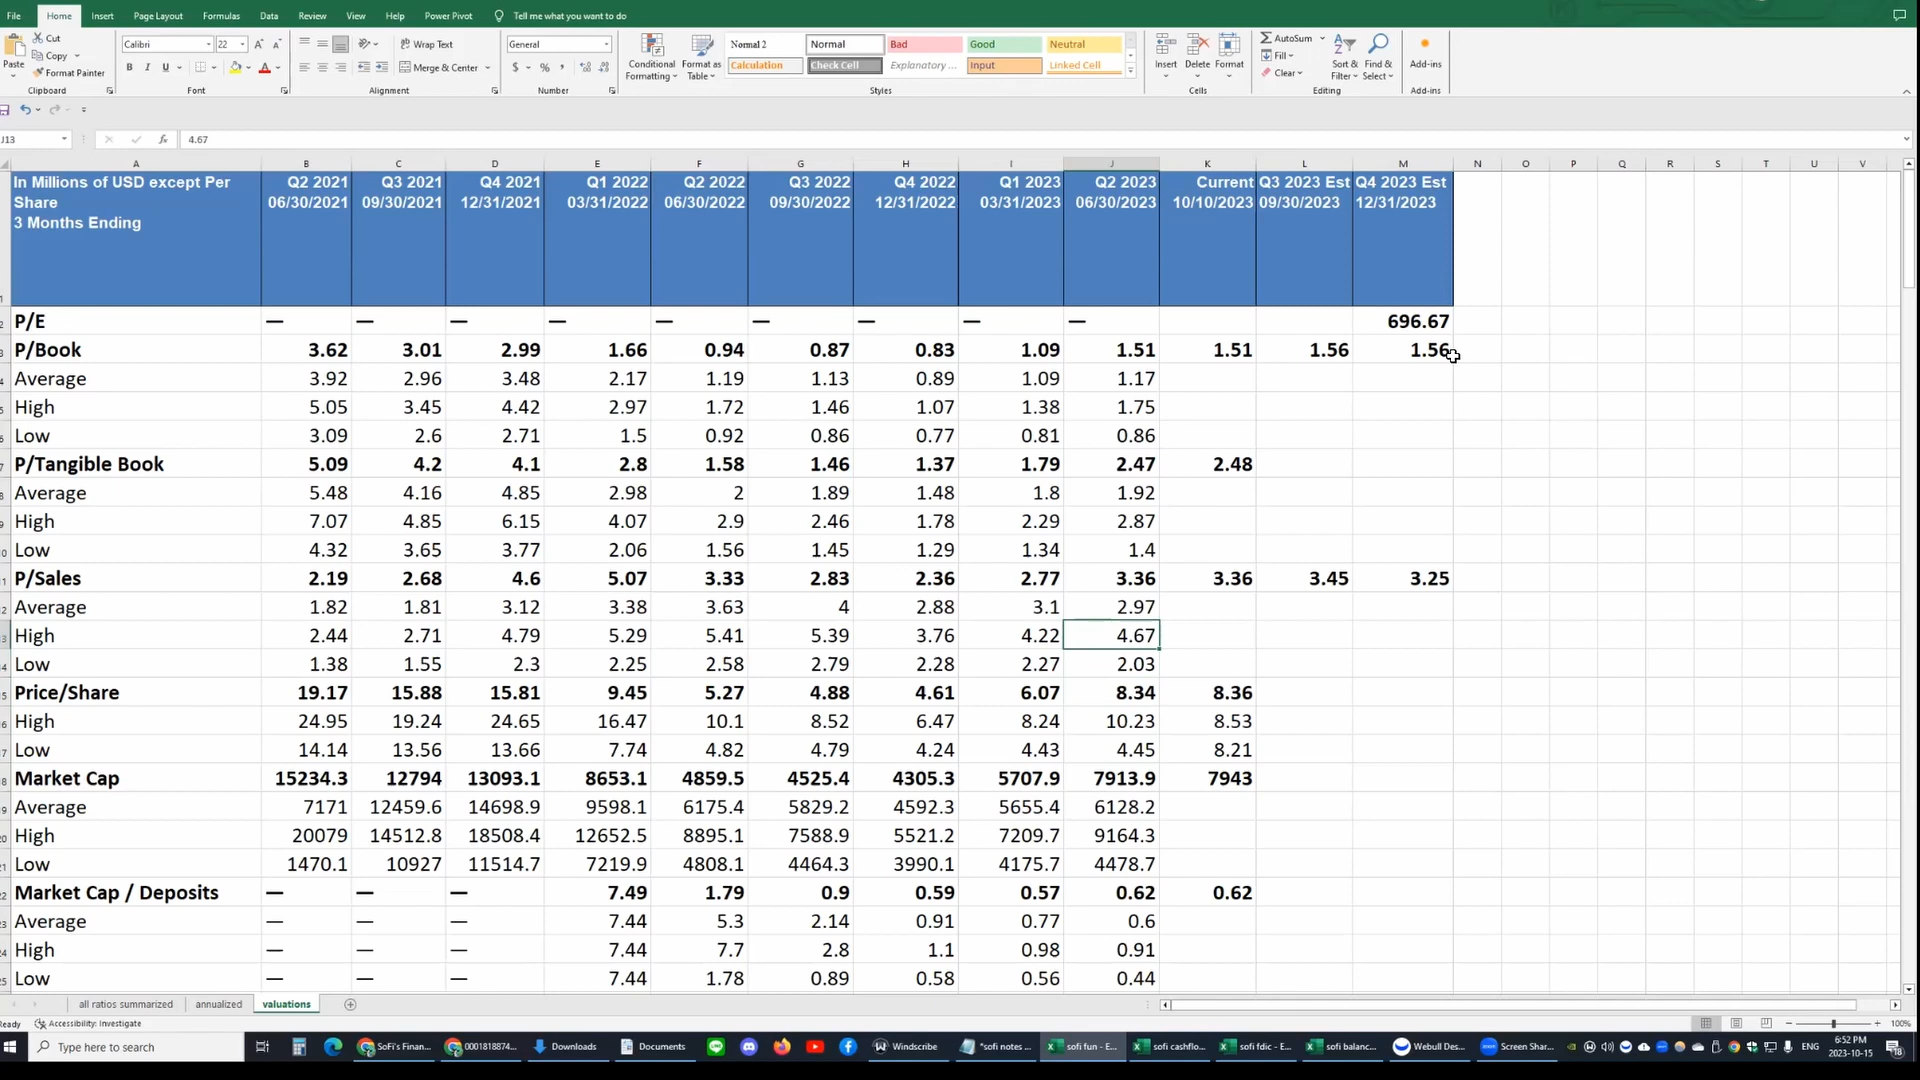 File Home Insert Page Layout Formulas Data Review View Help Power Pivot Tell me what you want to do
Paste Cut Copy Format Painter Clipboard
Calibri 22 B I U Font
Wrap Text Merge & Center Alignment
General $ % , Number
Conditional Formatting Format as Table
Normal 2 Normal Bad Good Neutral
Calculation Check Cell Explanatory ... Input Linked Cell
Styles
Insert Delete Format Cells
AutoSum Fill Clear Sort & Filter Find & Select Editing
Add-ins Add-ins
J13 fx 4.67
A B C D E F G H I J K L M N O P Q R S T U V
In Millions of USD except Per Share 3 Months Ending
Q2 2021 Q3 2021 Q4 2021 Q1 2022 Q2 2022 Q3 2022 Q4 2022 Q1 2023 Q2 2023 Current Q3 2023 Est Q4 2023 Est
06/30/2021 09/30/2021 12/31/2021 03/31/2022 06/30/2022 09/30/2022 12/31/2022 03/31/2023 06/30/2023 10/10/2023 09/30/2023 12/31/2023
P/E — — — — — — — — — 696.67
P/Book 3.62 3.01 2.99 1.66 0.94 0.87 0.83 1.09 1.51 1.51 1.56 1.56
Average 3.92 2.96 3.48 2.17 1.19 1.13 0.89 1.09 1.17
High 5.05 3.45 4.42 2.97 1.72 1.46 1.07 1.38 1.75
Low 3.09 2.6 2.71 1.5 0.92 0.86 0.77 0.81 0.86
P/Tangible Book 5.09 4.2 4.1 2.8 1.58 1.46 1.37 1.79 2.47 2.48
Average 5.48 4.16 4.85 2.98 2 1.89 1.48 1.8 1.92
High 7.07 4.85 6.15 4.07 2.9 2.46 1.78 2.29 2.87
Low 4.32 3.65 3.77 2.06 1.56 1.45 1.29 1.34 1.4
P/Sales 2.19 2.68 4.6 5.07 3.33 2.83 2.36 2.77 3.36 3.36 3.45 3.25
Average 1.82 1.81 3.12 3.38 3.63 4 2.88 3.1 2.97
High 2.44 2.71 4.79 5.29 5.41 5.39 3.76 4.22 4.67
Low 1.38 1.55 2.3 2.25 2.58 2.79 2.28 2.27 2.03
Price/Share 19.17 15.88 15.81 9.45 5.27 4.88 4.61 6.07 8.34 8.36
High 24.95 19.24 24.65 16.47 10.1 8.52 6.47 8.24 10.23 8.53
Low 14.14 13.56 13.66 7.74 4.82 4.79 4.24 4.43 4.45 8.21
Market Cap 15234.3 12794 13093.1 8653.1 4859.5 4525.4 4305.3 5707.9 7913.9 7943
Average 7171 12459.6 14698.9 9598.1 6175.4 5829.2 4592.3 5655.4 6128.2
High 20079 14512.8 18508.4 12652.5 8895.1 7588.9 5521.2 7209.7 9164.3
Low 1470.1 10927 11514.7 7219.9 4808.1 4464.3 3990.1 4175.7 4478.7
Market Cap / Deposits — — — 7.49 1.79 0.9 0.59 0.57 0.62 0.62
Average — — — 7.44 5.3 2.14 0.91 0.77 0.6
High — — — 7.44 7.7 2.8 1.1 0.98 0.91
Low — — — 7.44 1.78 0.89 0.58 0.56 0.44
all ratios summarized annualized valuations
Accessibility: Investigate 100%
Type here to search SoFi's Finan... 0001818874... Downloads Documents Windscribe *sofi notes ... sofi fun - E... sofi cashflo... sofi fdic - E... sofi balanc... Webull Des... Screen Shar... ENG 6:52 PM
2023-10-15